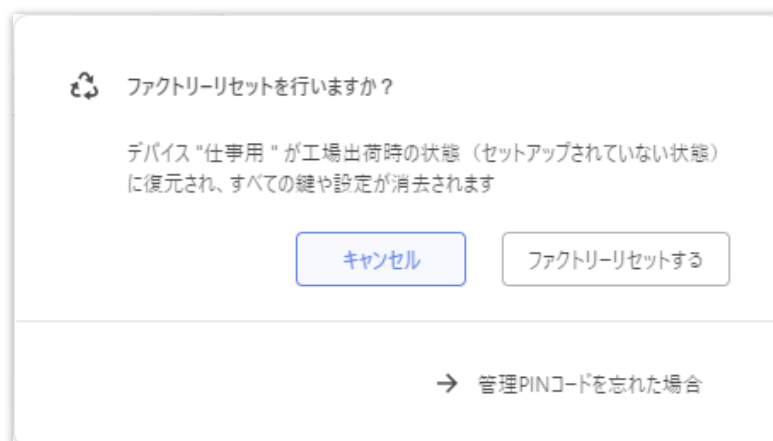 ファクトリーリセットを行いますか？
デバイス "仕事用 " が工場出荷時の状態（セットアップされていない状態）
に復元され、すべての鍵や設定が消去されます
キャンセル
ファクトリーリセットする
→ 管理PINコードを忘れた場合